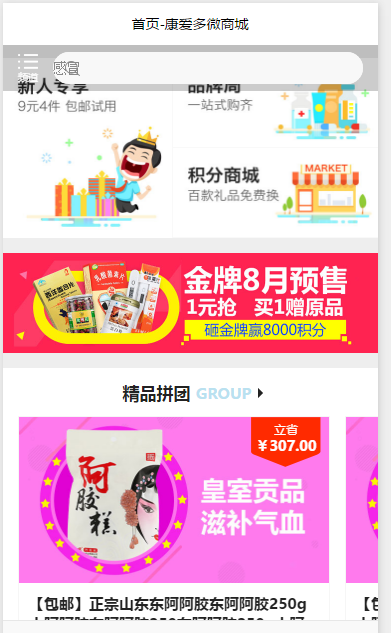 首页-康爱多微商城
感冒
新人专享
9元4件 包邮试用
品牌周
一站式购齐
积分商城
百款礼品免费换
MARKET
金牌8月预售
1元抢 买1赠原品
砸金牌赢8000积分
精品拼团 GROUP
立省
￥307.00
阿胶糕
皇室贡品
滋补气血
【包邮】正宗山东东阿阿胶东阿阿胶250g